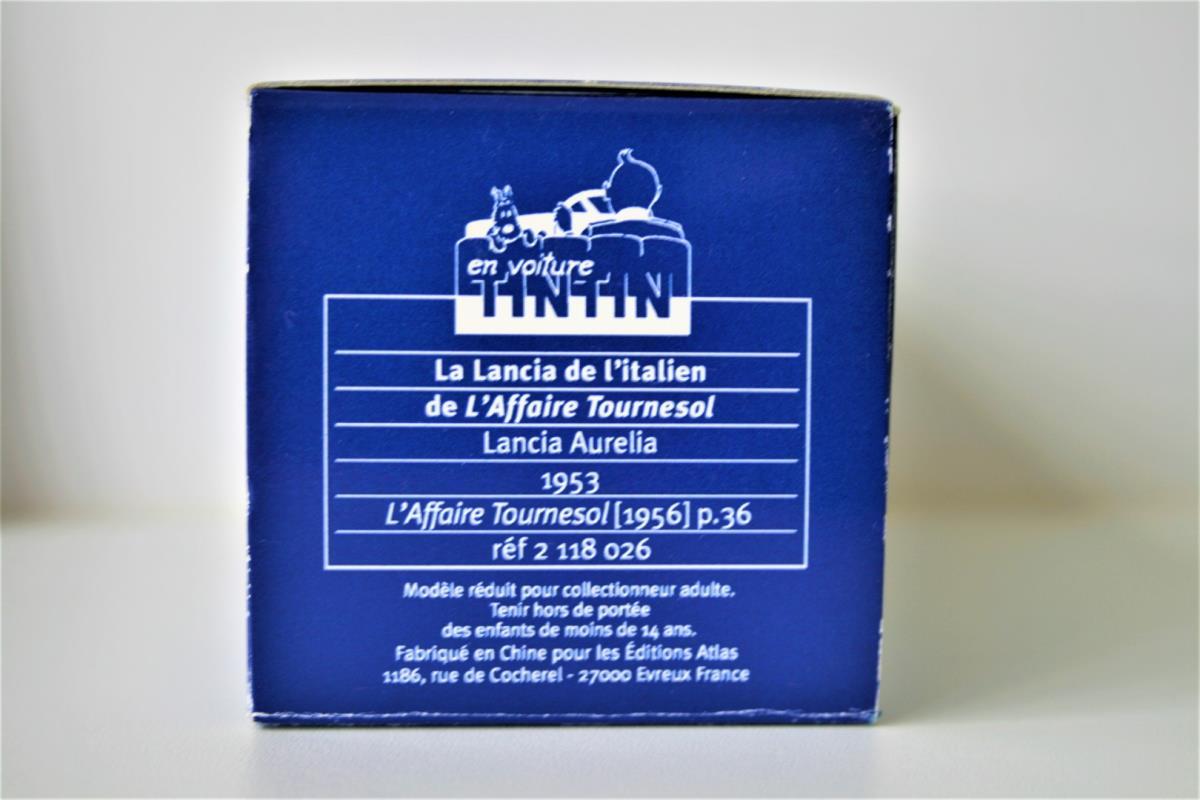 en voiture
TINTIN
La Lancia de l'italien
de L'Affaire Tournesol
Lancia Aurelia
1953
L'Affaire Tournesol [1956] p.36
réf 2 118 026
Modèle réduit pour collectionneur adulte.
Tenir hors de portée
des enfants de moins de 14 ans.
Fabriqué en Chine pour les Éditions Atlas
1186, rue de Cocherel - 27000 Evreux France